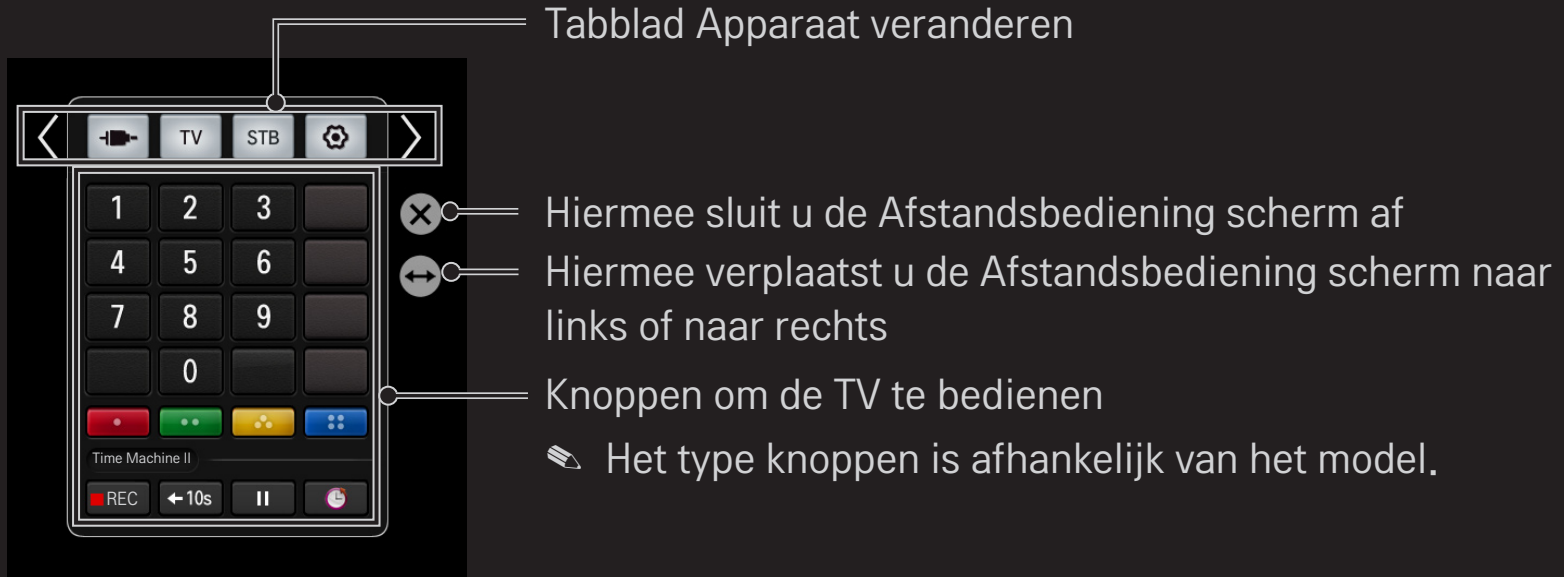 Tabblad Apparaat veranderen
TV STB
1 2 3
Hiermee sluit u de Afstandsbediening scherm af
4 5 6
Hiermee verplaatst u de Afstandsbediening scherm naar
links of naar rechts
7 8 9
0
Knoppen om de TV te bedienen
Het type knoppen is afhankelijk van het model.
Time Machine II
REC 10s